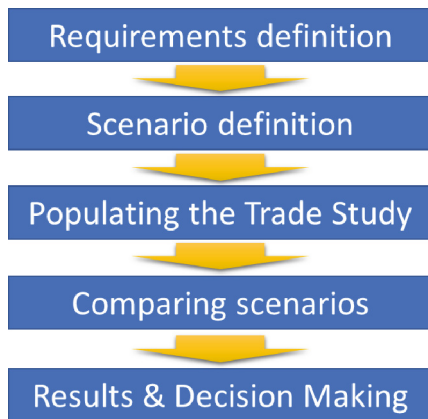 Requirements definition
Scenario definition
Populating the Trade Study
Comparing scenarios
Results & Decision Making